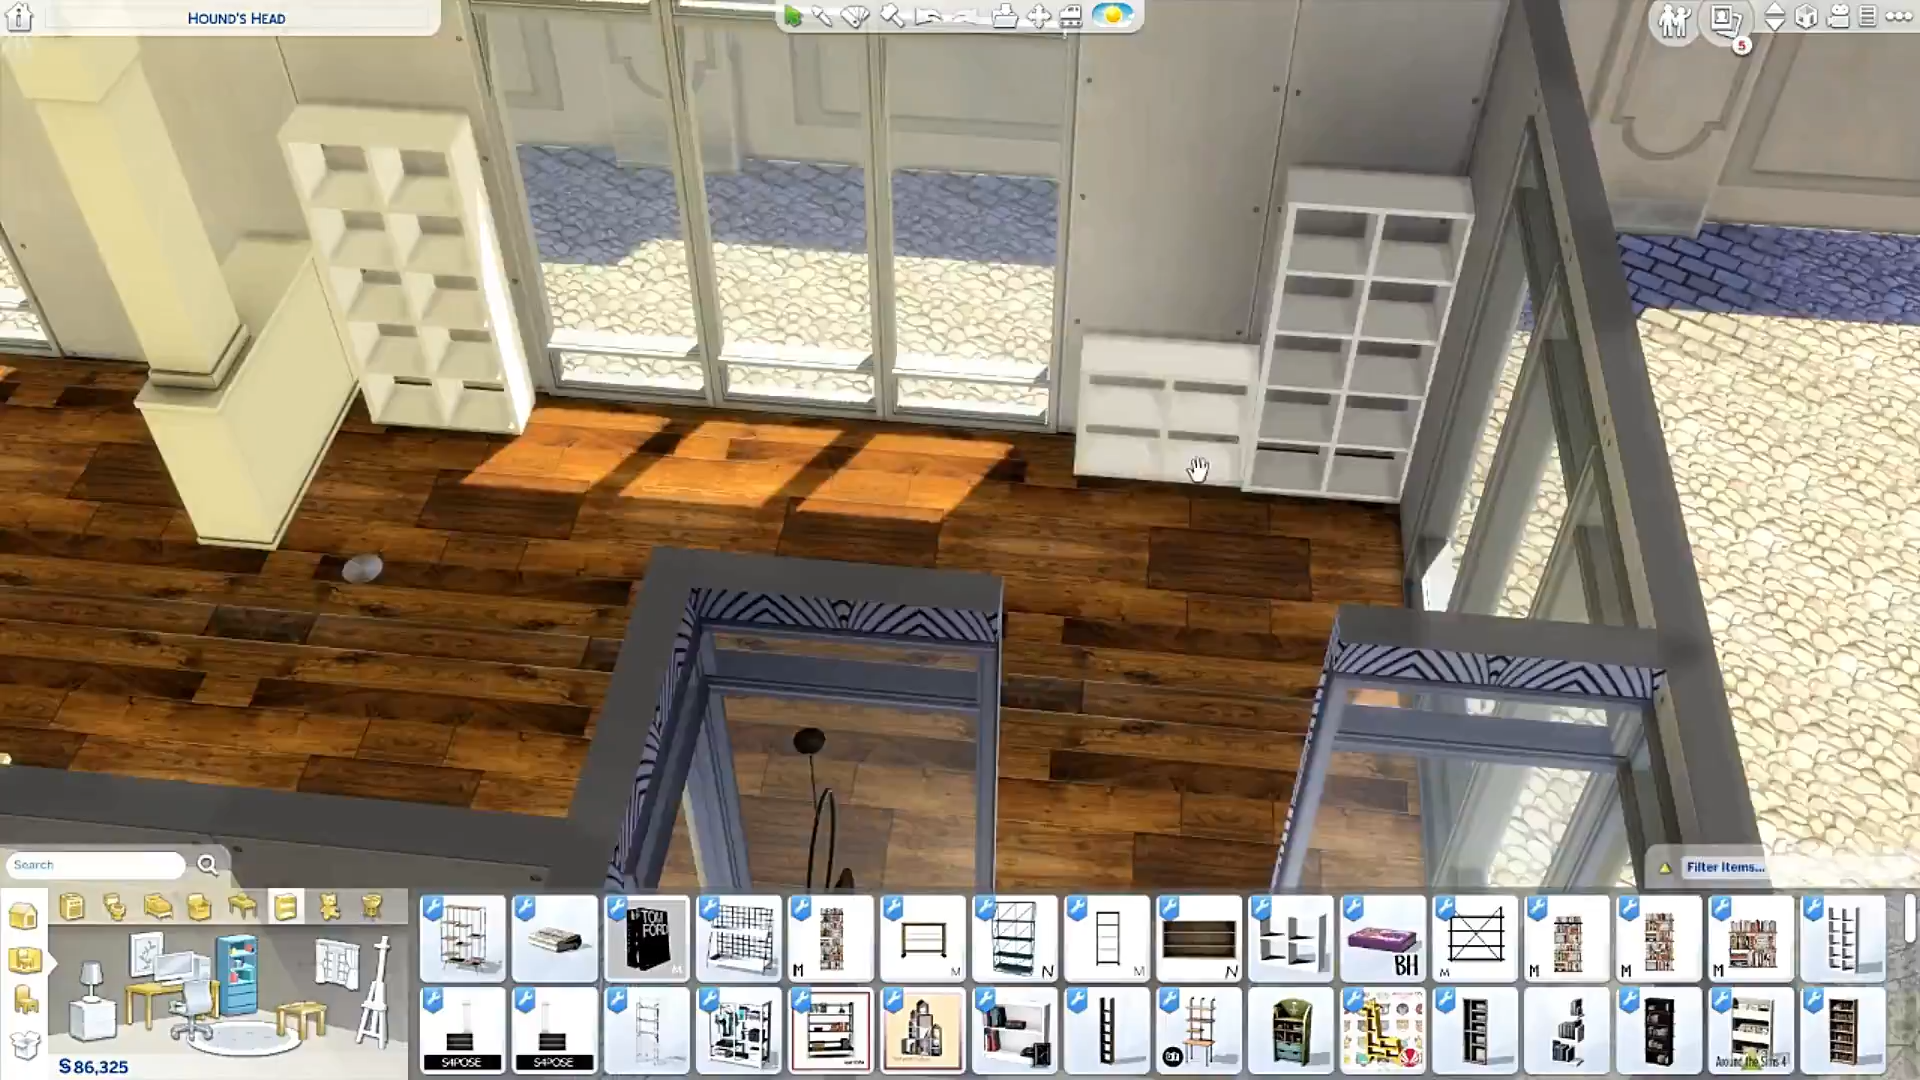 HOUND'S HEAD
5
Search
Filter Items...
TOM
FORD
M
M
M
N
M
N
BH
M
M
M
M
S4POSE
S4POSE
Around the Sims 4
§86,325